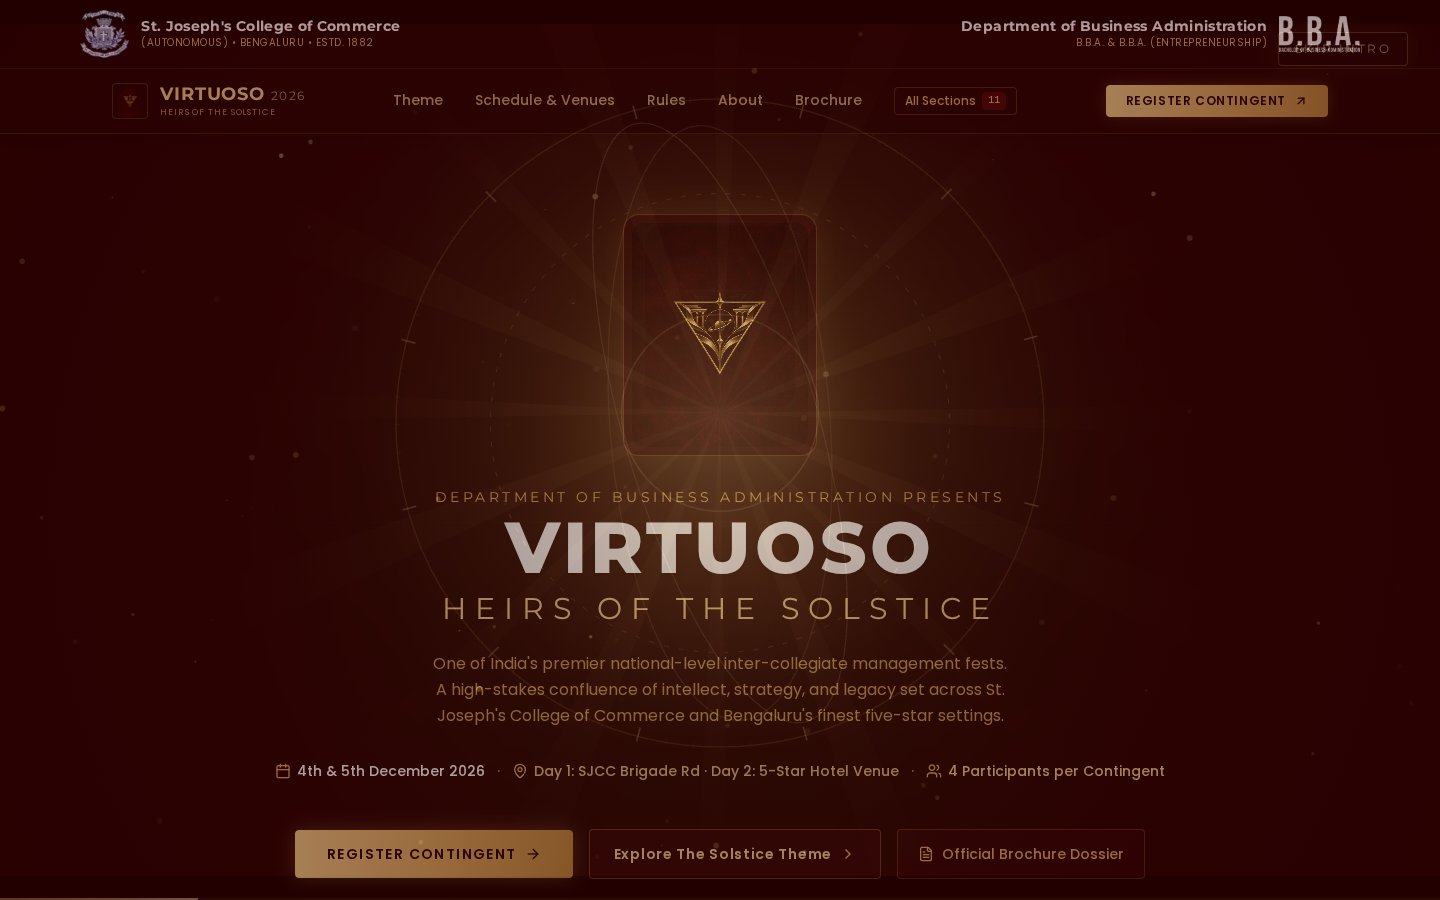 St. Joseph's College of Commerce
(AUTONOMOUS) • BENGALURU • ESTD. 1882
Department of Business Administration
B.B.A. & B.B.A. (ENTREPRENEURSHIP)
B.B.A.
VIRTUOSO 2026
HEIRS OF THE SOLSTICE
Theme
Schedule & Venues
Rules
About
Brochure
All Sections 11
REGISTER CONTINGENT
DEPARTMENT OF BUSINESS ADMINISTRATION PRESENTS
VIRTUOSO
HEIRS OF THE SOLSTICE
One of India's premier national-level inter-collegiate management fests.
A high-stakes confluence of intellect, strategy, and legacy set across St.
Joseph's College of Commerce and Bengaluru's finest five-star settings.
4th & 5th December 2026 · Day 1: SJCC Brigade Rd · Day 2: 5-Star Hotel Venue · 4 Participants per Contingent
REGISTER CONTINGENT
Explore The Solstice Theme
Official Brochure Dossier